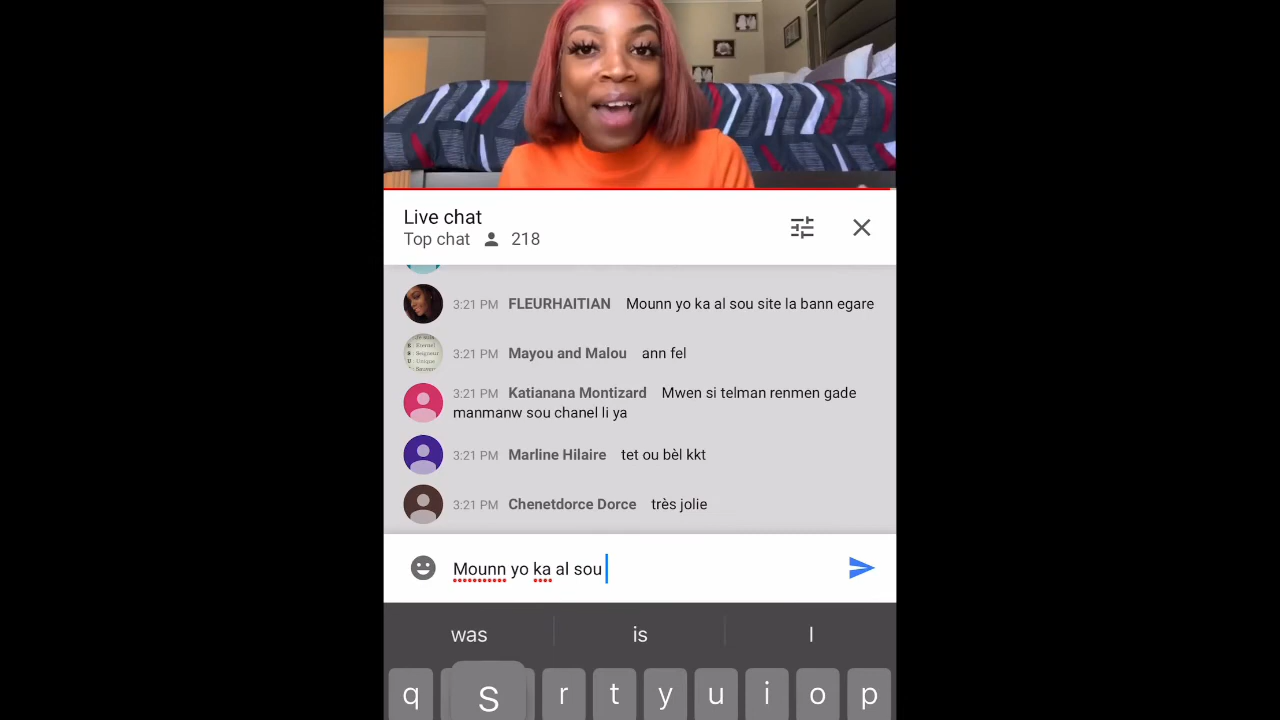 Live chat
Top chat 218
3:21 PM FLEURHAITIAN Mounn yo ka al sou site la bann egare
3:21 PM Mayou and Malou ann fel
3:21 PM Katianana Montizard Mwen si telman renmen gade
manmanw sou chanel li ya
3:21 PM Marline Hilaire tet ou bèl kkt
3:21 PM Chenetdorce Dorce très jolie
Mounn yo ka al sou
was is I
q s r t y u i o p